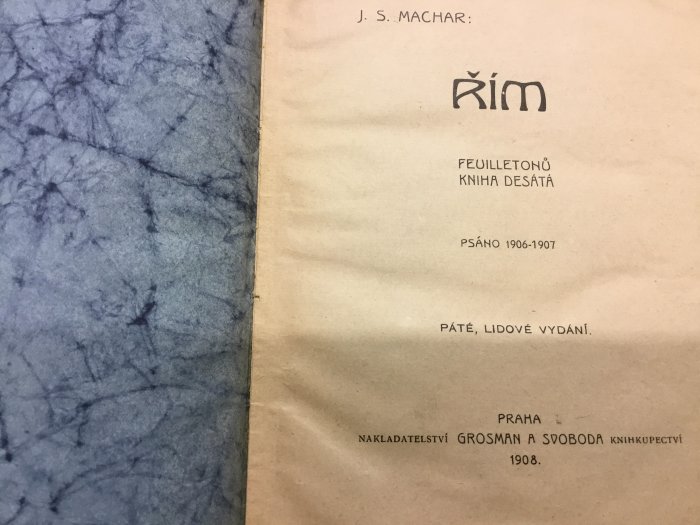 J. S. MACHAR:
ŘÍM
FEUILLETONŮ
KNIHA DESÁTÁ
PSÁNO 1906-1907
PÁTÉ, LIDOVÉ VYDÁNÍ.
PRAHA
NAKLADATELSTVÍ GROSMAN A SVOBODA KNIHKUPECTVÍ
1908.